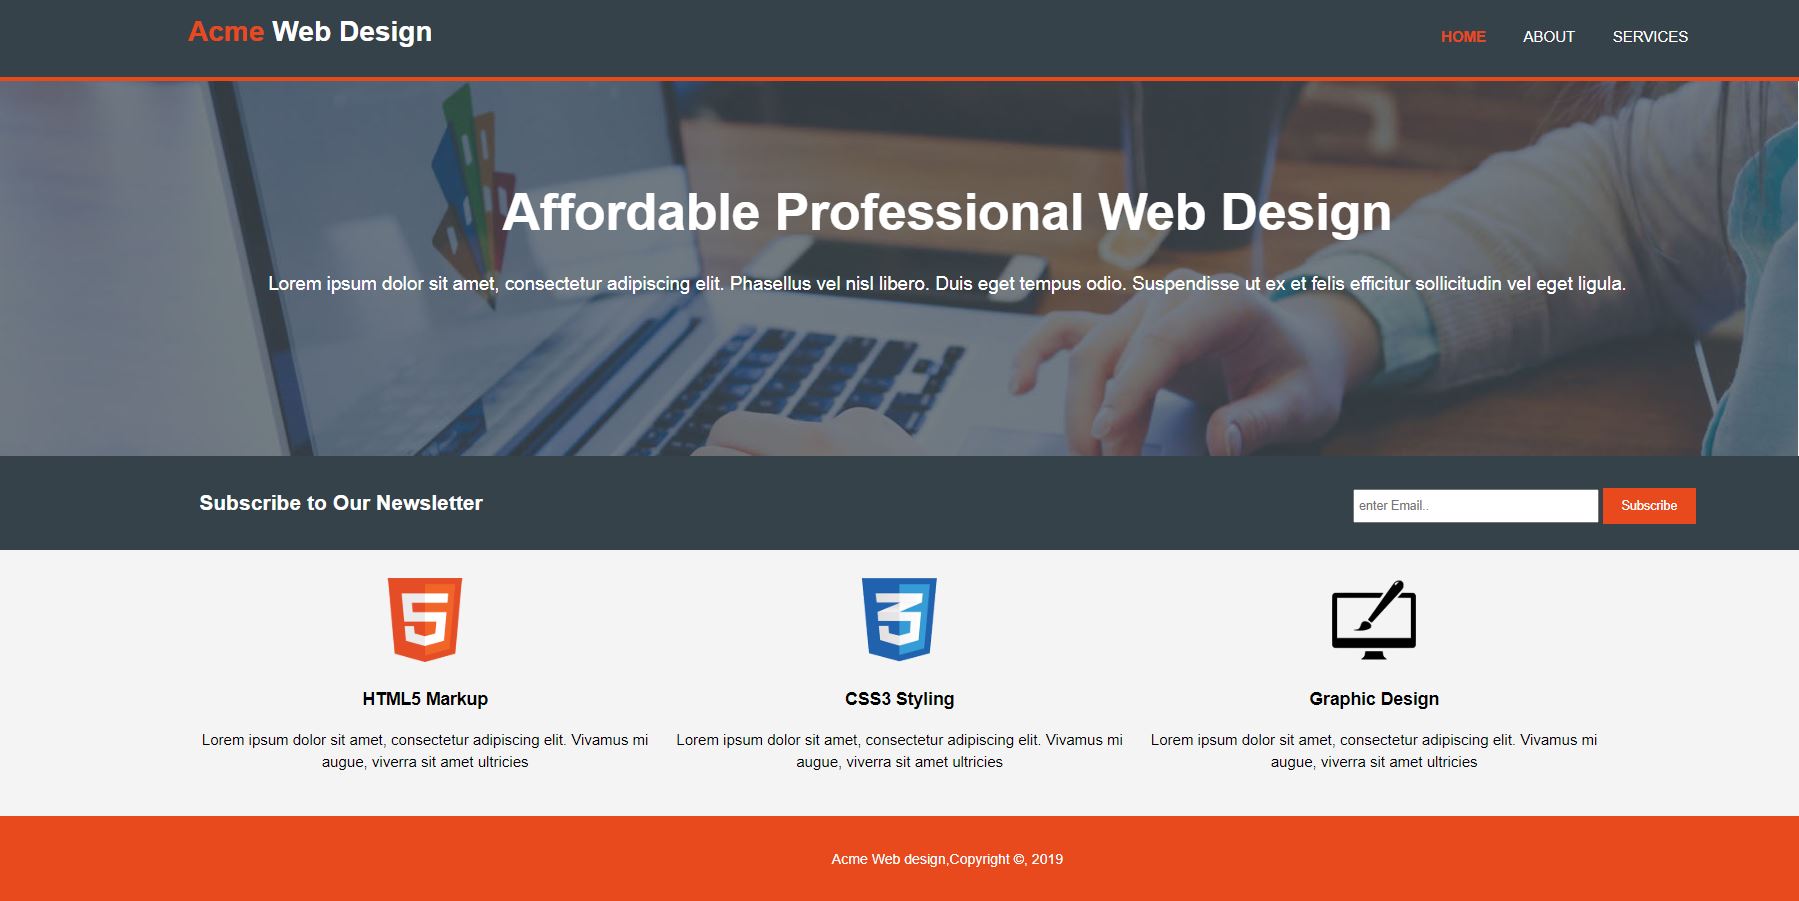 Acme Web Design
HOME ABOUT SERVICES
Affordable Professional Web Design
Lorem ipsum dolor sit amet, consectetur adipiscing elit. Phasellus vel nisl libero. Duis eget tempus odio. Suspendisse ut ex et felis efficitur sollicitudin vel eget ligula.
Subscribe to Our Newsletter
enter Email..
Subscribe
5
HTML5 Markup
Lorem ipsum dolor sit amet, consectetur adipiscing elit. Vivamus mi
augue, viverra sit amet ultricies
3
CSS3 Styling
Lorem ipsum dolor sit amet, consectetur adipiscing elit. Vivamus mi
augue, viverra sit amet ultricies
Graphic Design
Lorem ipsum dolor sit amet, consectetur adipiscing elit. Vivamus mi
augue, viverra sit amet ultricies
Acme Web design,Copyright ©, 2019